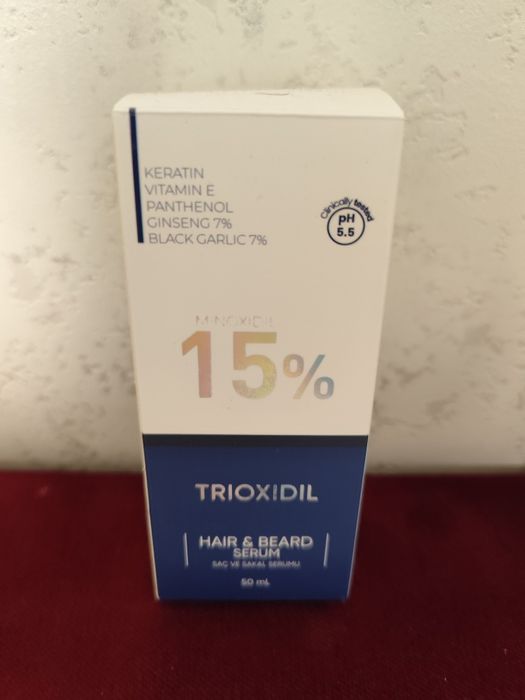 KERATIN
VITAMIN E
PANTHENOL
GINSENG 7%
BLACK GARLIC 7%
Clinically tested
pH
5.5
MINOXIDIL
15%
TRIOXIDIL
HAIR & BEARD
SERUM
SAÇ VE SAKAL SERUMU
50 mL